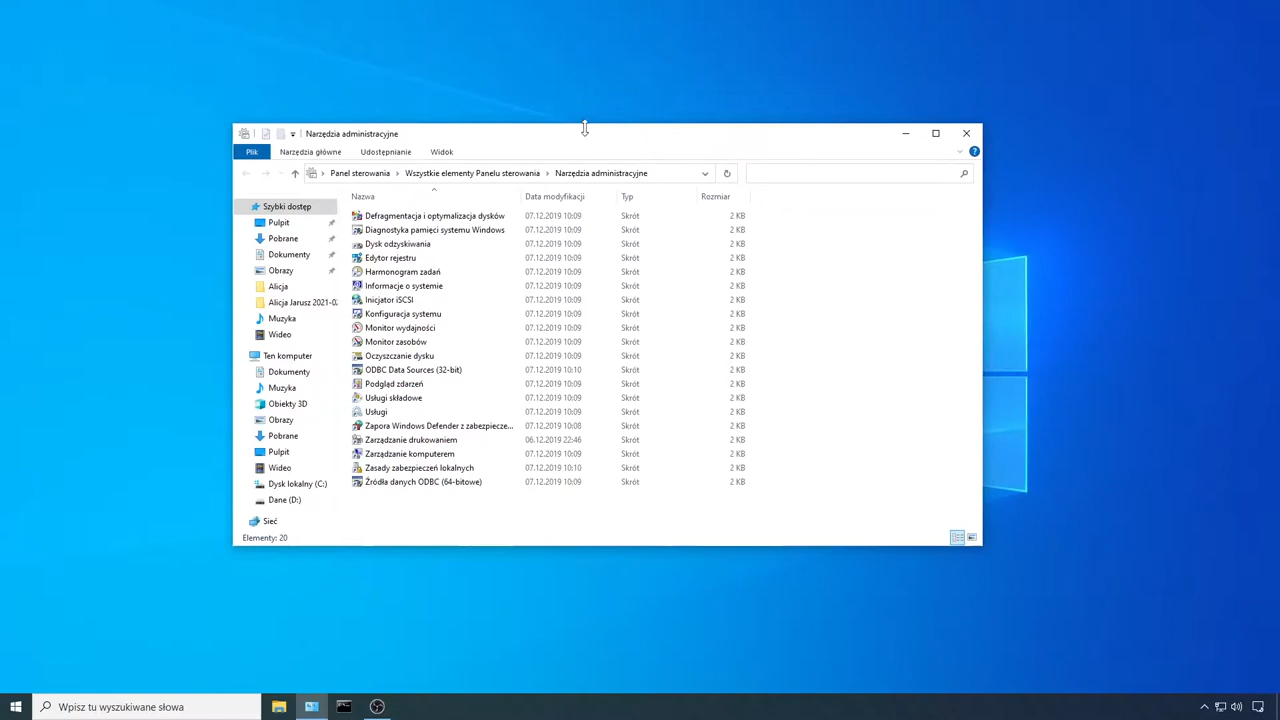 Narzędzia administracyjne
Plik Narzędzia główne Udostępnianie Widok
Panel sterowania Wszystkie elementy Panelu sterowania Narzędzia administracyjne
Nazwa Data modyfikacji Typ Rozmiar
Szybki dostęp
Pulpit
Pobrane
Dokumenty
Obrazy
Alicja
Alicja Jarusz 2021-02
Muzyka
Wideo
Ten komputer
Dokumenty
Muzyka
Obiekty 3D
Obrazy
Pobrane
Pulpit
Wideo
Dysk lokalny (C:)
Dane (D:)
Sieć
Defragmentacja i optymalizacja dysków 07.12.2019 10:09 Skrót 2 KB
Diagnostyka pamięci systemu Windows 07.12.2019 10:09 Skrót 2 KB
Dysk odzyskiwania 07.12.2019 10:09 Skrót 2 KB
Edytor rejestru 07.12.2019 10:09 Skrót 2 KB
Harmonogram zadań 07.12.2019 10:09 Skrót 2 KB
Informacje o systemie 07.12.2019 10:09 Skrót 2 KB
Inicjator iSCSI 07.12.2019 10:09 Skrót 2 KB
Konfiguracja systemu 07.12.2019 10:09 Skrót 2 KB
Monitor wydajności 07.12.2019 10:09 Skrót 2 KB
Monitor zasobów 07.12.2019 10:09 Skrót 2 KB
Oczyszczanie dysku 07.12.2019 10:09 Skrót 2 KB
ODBC Data Sources (32-bit) 07.12.2019 10:10 Skrót 2 KB
Podgląd zdarzeń 07.12.2019 10:09 Skrót 2 KB
Usługi składowe 07.12.2019 10:09 Skrót 2 KB
Usługi 07.12.2019 10:09 Skrót 2 KB
Zapora Windows Defender z zabezpiecze... 07.12.2019 10:08 Skrót 2 KB
Zarządzanie drukowaniem 06.12.2019 22:46 Skrót 2 KB
Zarządzanie komputerem 07.12.2019 10:09 Skrót 2 KB
Zasady zabezpieczeń lokalnych 07.12.2019 10:10 Skrót 2 KB
Źródła danych ODBC (64-bitowe) 07.12.2019 10:09 Skrót 2 KB
Elementy: 20
Wpisz tu wyszukiwane słowa